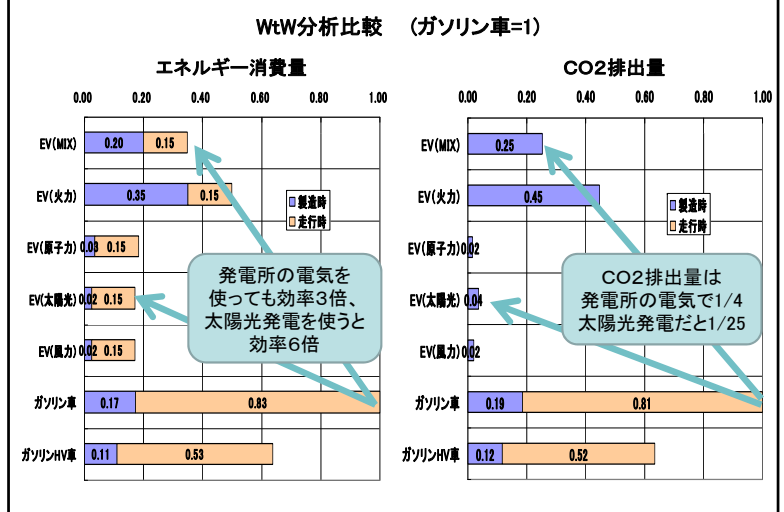 WtW分析比較　(ガソリン車=1)
エネルギー消費量
0.00 0.20 0.40 0.60 0.80 1.00
EV(MIX) 0.20 0.15
EV(火力) 0.35 0.15
EV(原子力) 0.03 0.15
EV(太陽光) 0.02 0.15
EV(風力) 0.02 0.15
ガソリン車 0.17 0.83
ガソリンHV車 0.11 0.53
製造時
走行時
発電所の電気を
使っても効率3倍、
太陽光発電を使うと
効率6倍
CO2排出量
0.00 0.20 0.40 0.60 0.80 1.00
EV(MIX) 0.25
EV(火力) 0.45
EV(原子力) 0.02
EV(太陽光) 0.04
EV(風力) 0.02
ガソリン車 0.19 0.81
ガソリンHV車 0.12 0.52
製造時
走行時
CO2排出量は
発電所の電気で1/4
太陽光発電だと1/25